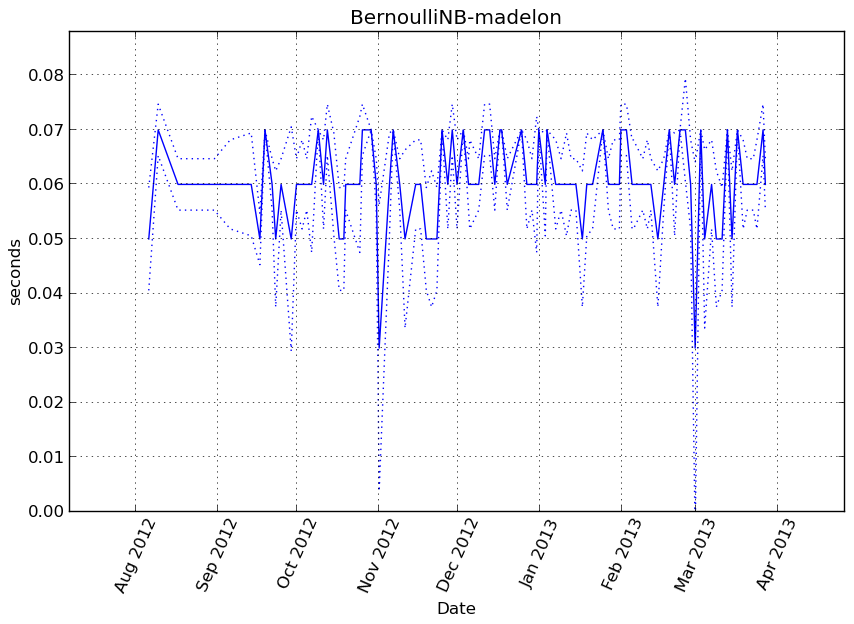 BernoulliNB-madelon
0.08
0.07
0.06
0.05
0.04
0.03
0.02
0.01
0.00
seconds
Aug 2012
Sep 2012
Oct 2012
Nov 2012
Dec 2012
Jan 2013
Feb 2013
Mar 2013
Apr 2013
Date